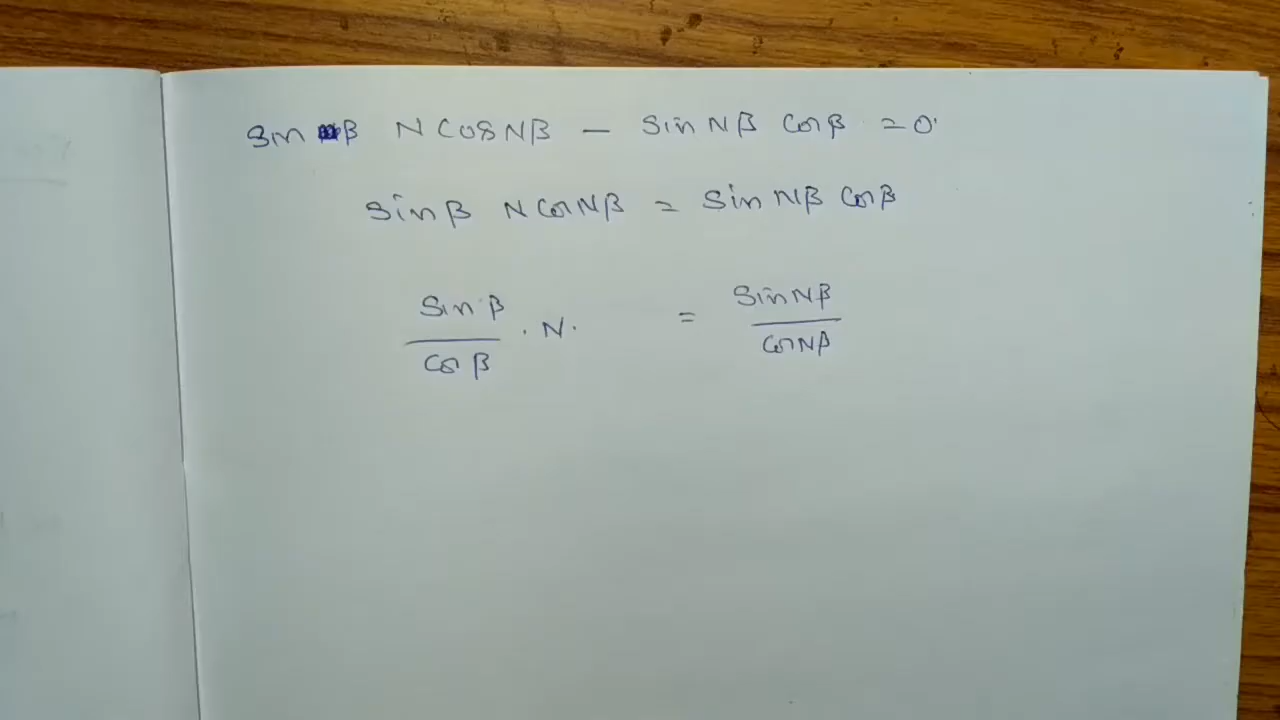 Sin β N COS Nβ - Sin Nβ Cos β = 0.
Sin β N Cos Nβ = Sin Nβ Cos β
Sin β / Cos β . N. = Sin Nβ / Cos Nβ